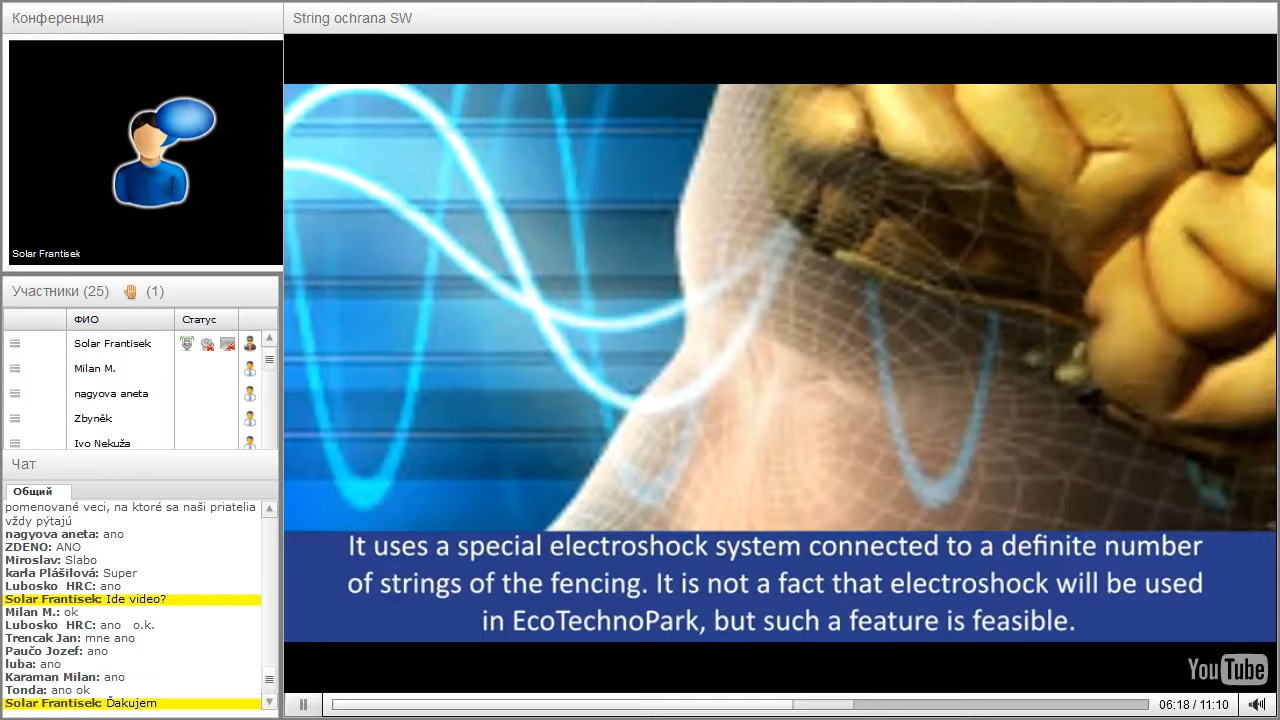 Конференция
Solar Frantisek
Участники (25) (1)
ФИО Статус
Solar Frantisek
Milan M.
nagyova aneta
Zbyněk
Ivo Nekuža
Чат
Общий
pomenované veci, na ktoré sa naši priatelia
vždy pýtajú
nagyova aneta: ano
ZDENO: ANO
Miroslav: Slabo
karla Plášilová: Super
Lubosko HRC: ano
Solar Frantisek: Ide video?
Milan M.: ok
Lubosko HRC: ano o.k.
Trencak Jan: mne ano
Paučo Jozef: ano
luba: ano
Karaman Milan: ano
Tonda: ano ok
Solar Frantisek: Ďakujem
String ochrana SW
It uses a special electroshock system connected to a definite number
of strings of the fencing. It is not a fact that electroshock will be used
in EcoTechnoPark, but such a feature is feasible.
YouTube
06:18 / 11:10